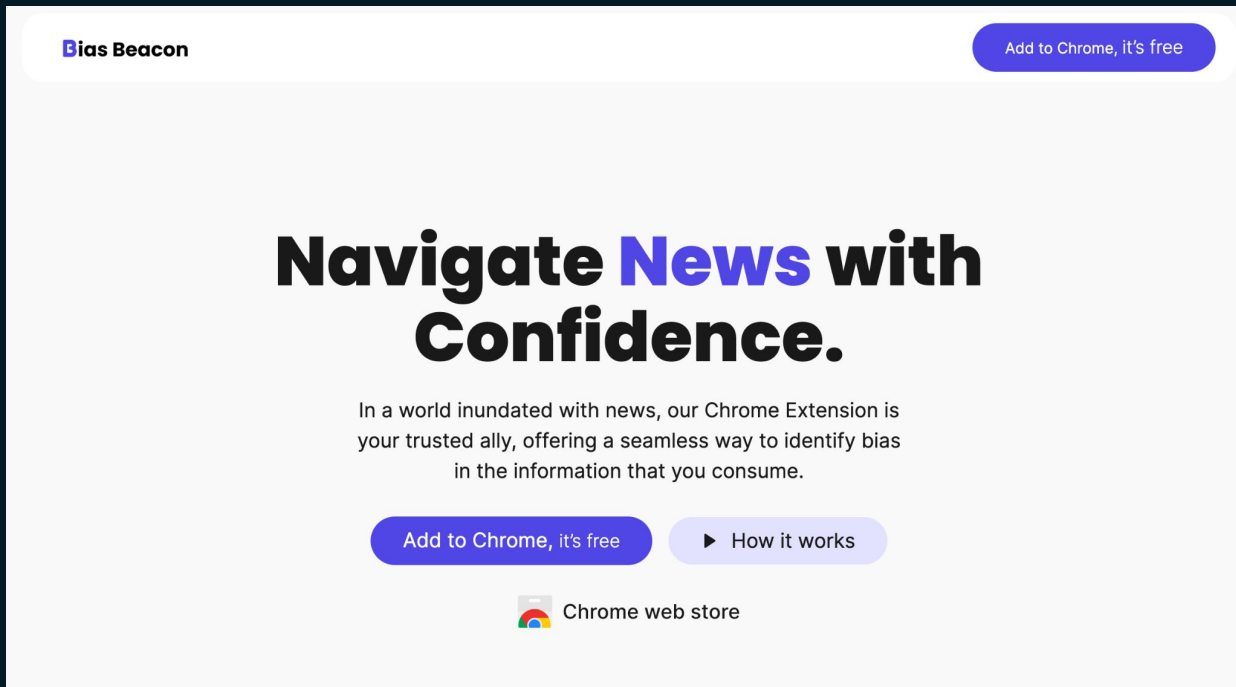 Bias Beacon
Add to Chrome, it's free
Navigate News with
Confidence.
In a world inundated with news, our Chrome Extension is
your trusted ally, offering a seamless way to identify bias
in the information that you consume.
Add to Chrome, it's free
How it works
Chrome web store